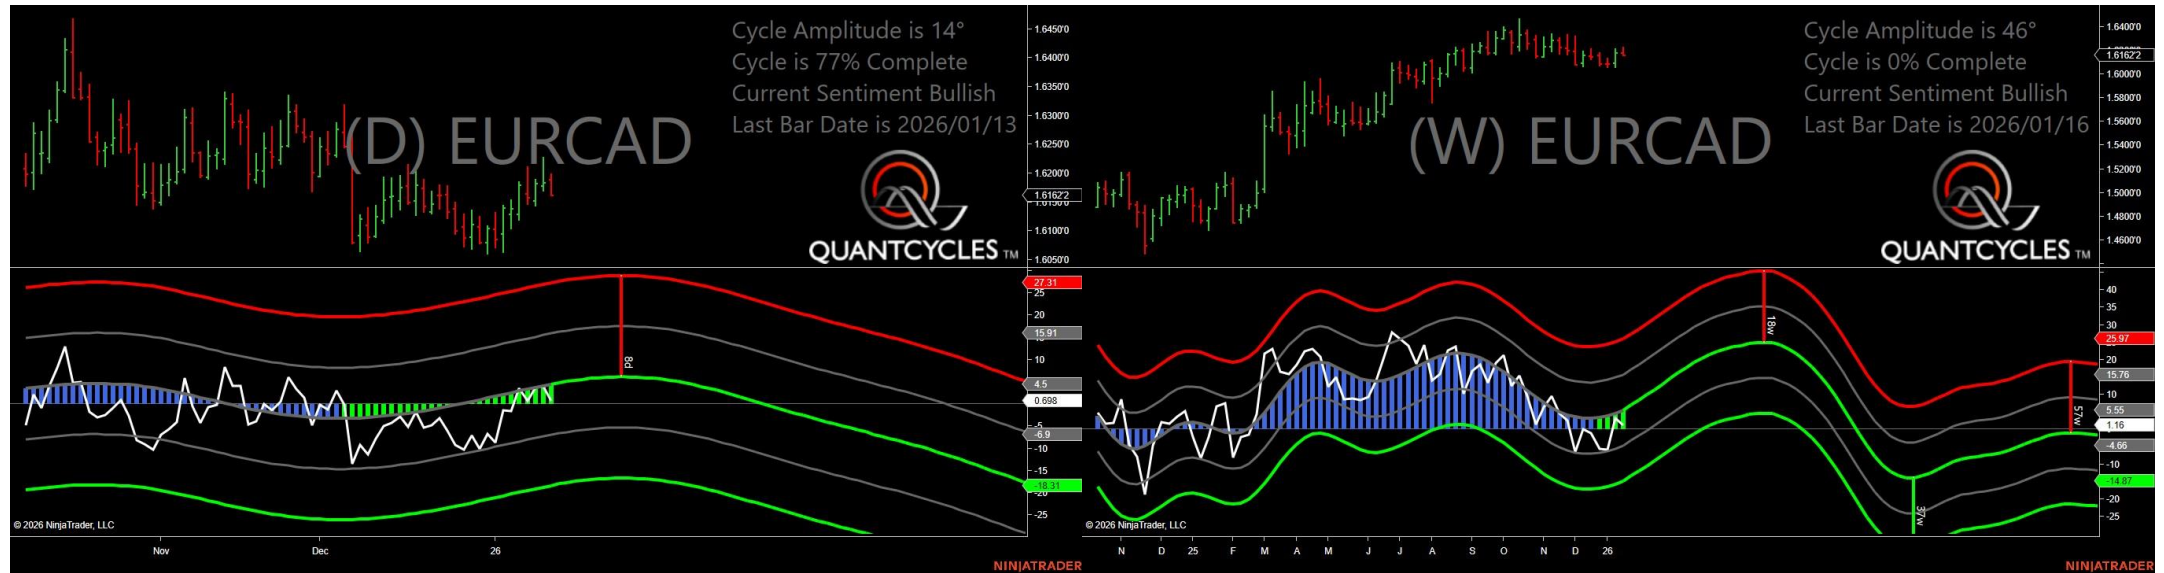 Cycle Amplitude is 14°
Cycle is 77% Complete
Current Sentiment Bullish
Last Bar Date is 2026/01/13
(D) EURCAD
QUANTCYCLES TM
1.6450'0
1.6400'0
1.6350'0
1.6300'0
1.6250'0
1.6200'0
1.6162'2
1.6150'0
1.6100'0
1.6050'0
27.31
25
20
15.91
10
4.5
0.698
-5
-6.9
-10
-15
-18.31
-20
-25
8d
© 2026 NinjaTrader, LLC
Nov Dec 26
NINJATRADER
Cycle Amplitude is 46°
Cycle is 0% Complete
Current Sentiment Bullish
Last Bar Date is 2026/01/16
(W) EURCAD
QUANTCYCLES TM
1.6400'0
1.6162'2
1.6000'0
1.5800'0
1.5600'0
1.5400'0
1.5200'0
1.5000'0
1.4800'0
1.4600'0
40
35
30
25.97
20
15.76
10
5.55
1.16
-4.66
-10
-14.87
-20
-25
18w
37w
57w
© 2026 NinjaTrader, LLC
N D 25 F M A M J J A S O N D 26
NINJATRADER